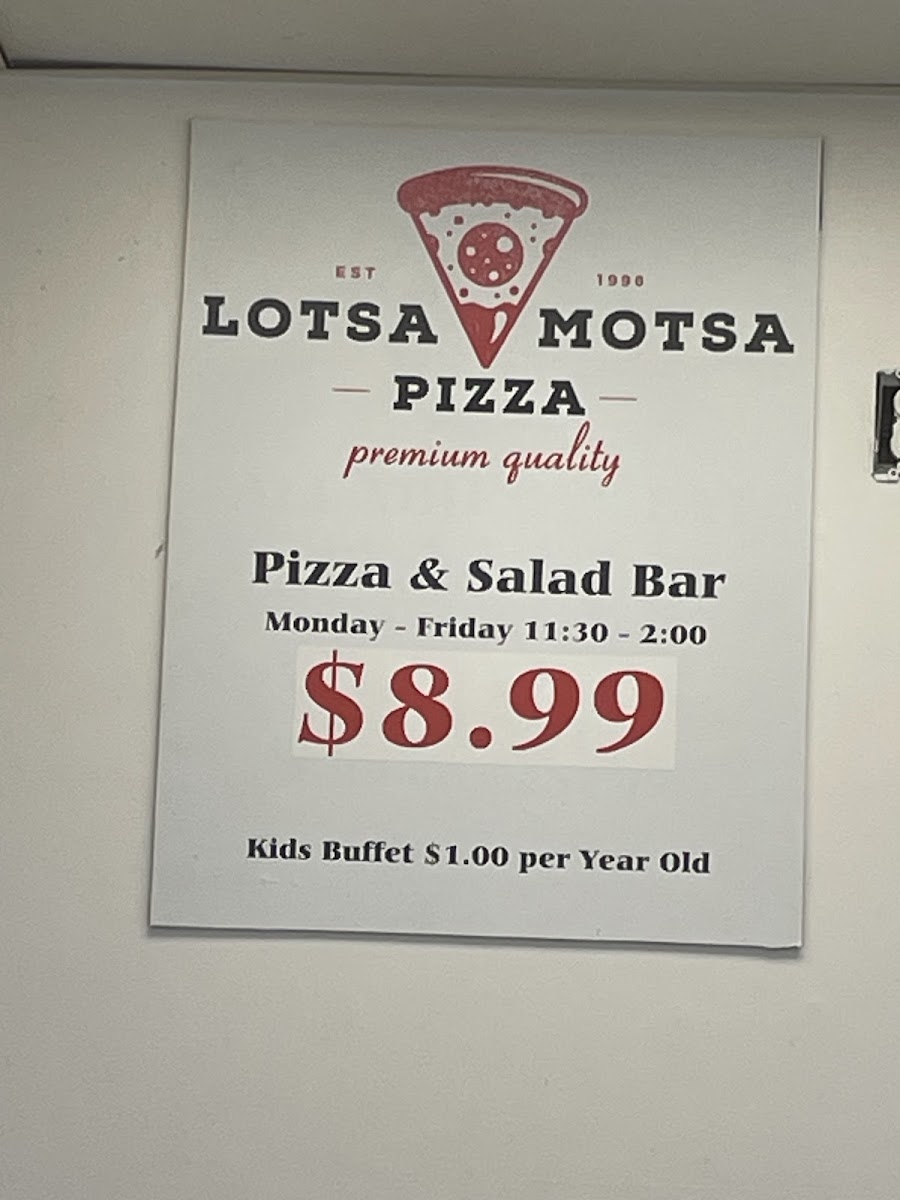 EST 1990
LOTSA MOTSA
PIZZA
premium quality
Pizza & Salad Bar
Monday - Friday 11:30 - 2:00
$8.99
Kids Buffet $1.00 per Year Old